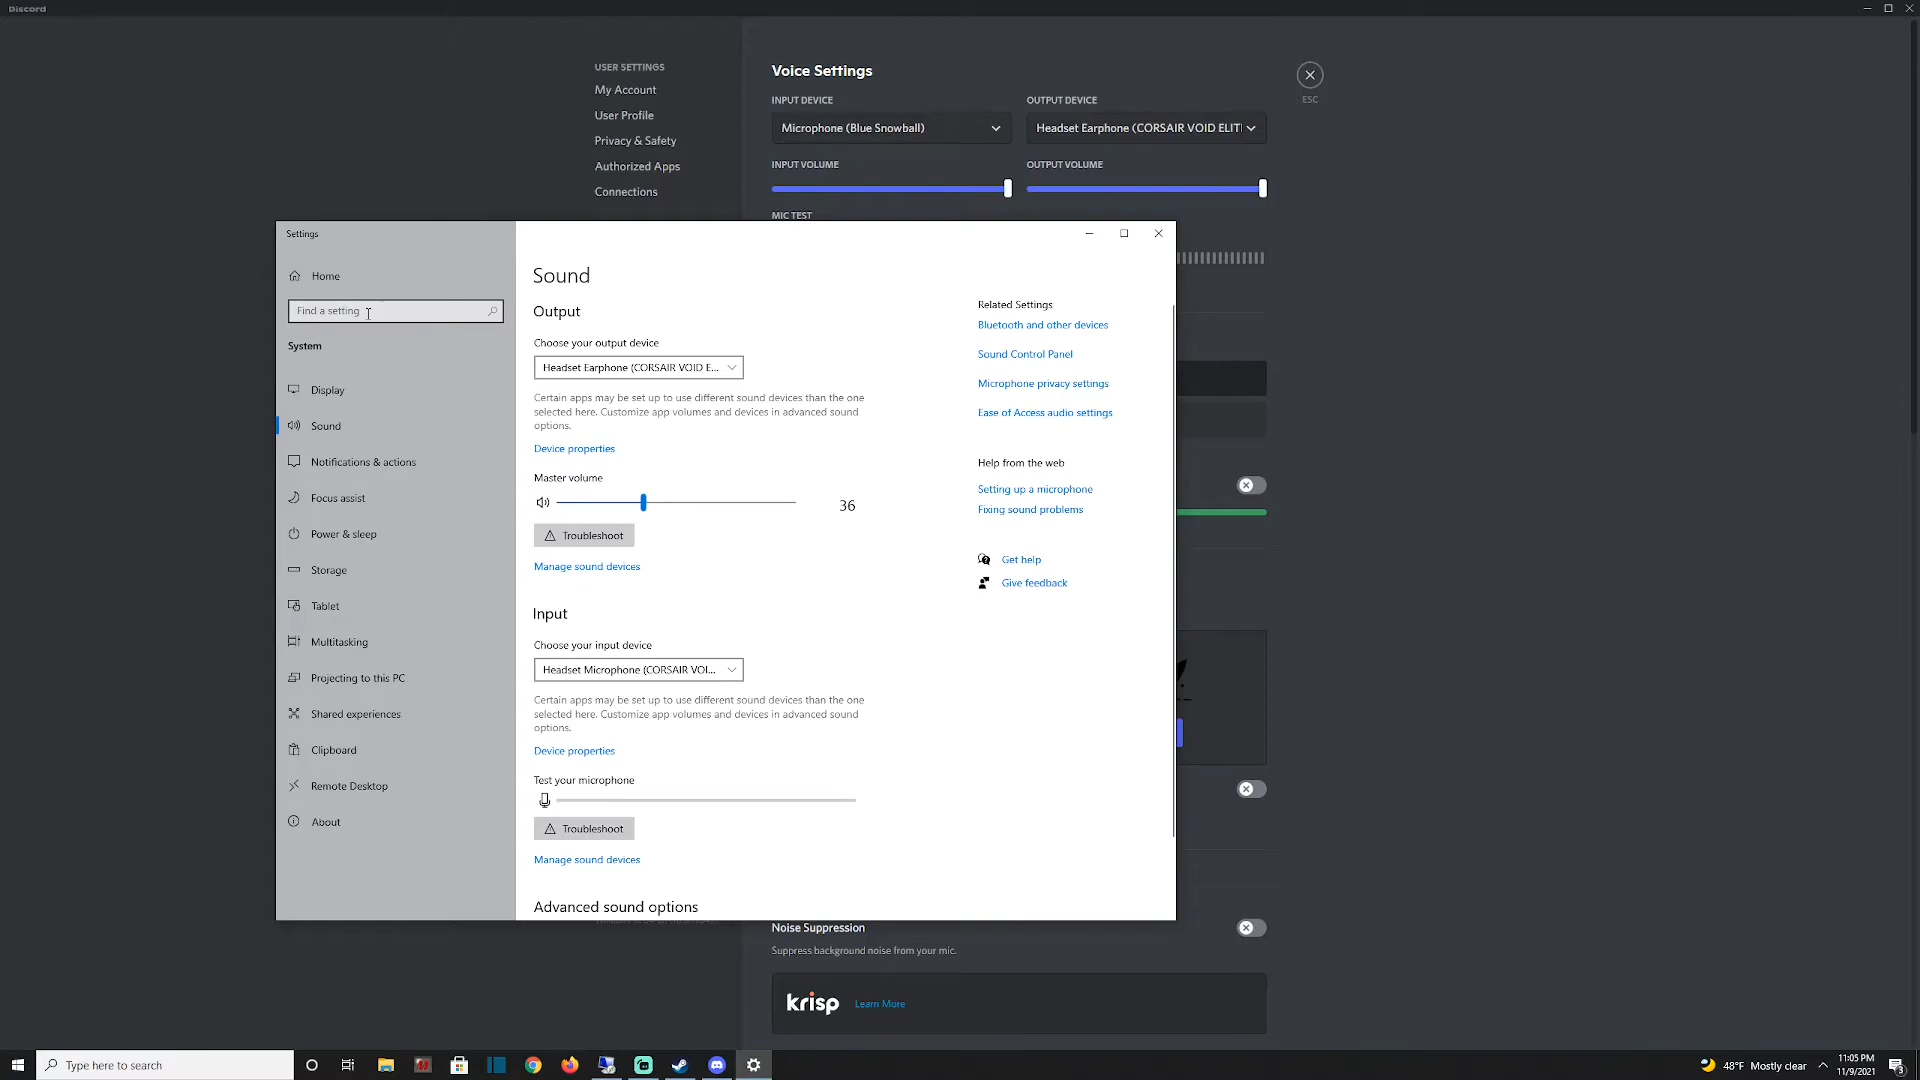 Discord
USER SETTINGS
My Account
User Profile
Privacy & Safety
Authorized Apps
Connections
Voice Settings
ESC
INPUT DEVICE
OUTPUT DEVICE
Microphone (Blue Snowball)
Headset Earphone (CORSAIR VOID ELIT
INPUT VOLUME
OUTPUT VOLUME
MIC TEST
Settings
Home
Find a setting
System
Display
Sound
Notifications & actions
Focus assist
Power & sleep
Storage
Tablet
Multitasking
Projecting to this PC
Shared experiences
Clipboard
Remote Desktop
About
Sound
Output
Choose your output device
Headset Earphone (CORSAIR VOID E...
Certain apps may be set up to use different sound devices than the one
selected here. Customize app volumes and devices in advanced sound
options.
Device properties
Master volume
36
Troubleshoot
Manage sound devices
Input
Choose your input device
Headset Microphone (CORSAIR VOI...
Certain apps may be set up to use different sound devices than the one
selected here. Customize app volumes and devices in advanced sound
options.
Device properties
Test your microphone
Troubleshoot
Manage sound devices
Advanced sound options
Related Settings
Bluetooth and other devices
Sound Control Panel
Microphone privacy settings
Ease of Access audio settings
Help from the web
Setting up a microphone
Fixing sound problems
Get help
Give feedback
Noise Suppression
Suppress background noise from your mic.
krisp
Learn More
Type here to search
48°F Mostly clear
11:05 PM
11/9/2021
3